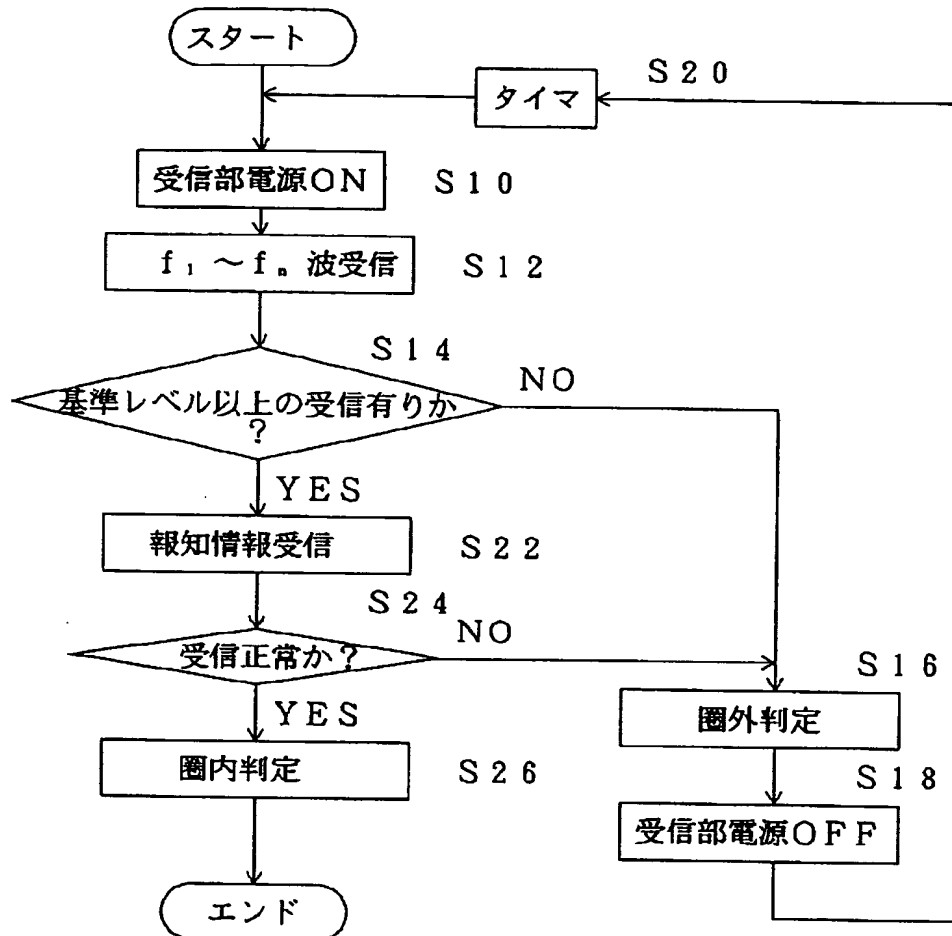 スタート
S20
タイマ
受信部電源ON
S10
f₁～fₙ波受信
S12
S14
基準レベル以上の受信有りか
？
NO
YES
報知情報受信
S22
S24
受信正常か？
NO
YES
S16
圏外判定
圏内判定
S26
S18
受信部電源OFF
エンド